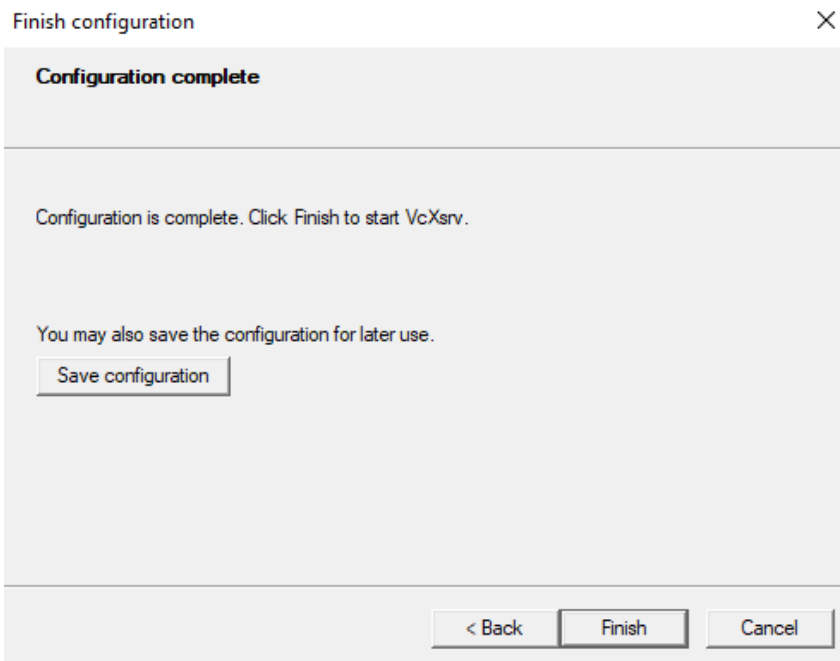 Finish configuration
Configuration complete
Configuration is complete. Click Finish to start VcXsrv.
You may also save the configuration for later use.
Save configuration
< Back
Finish
Cancel